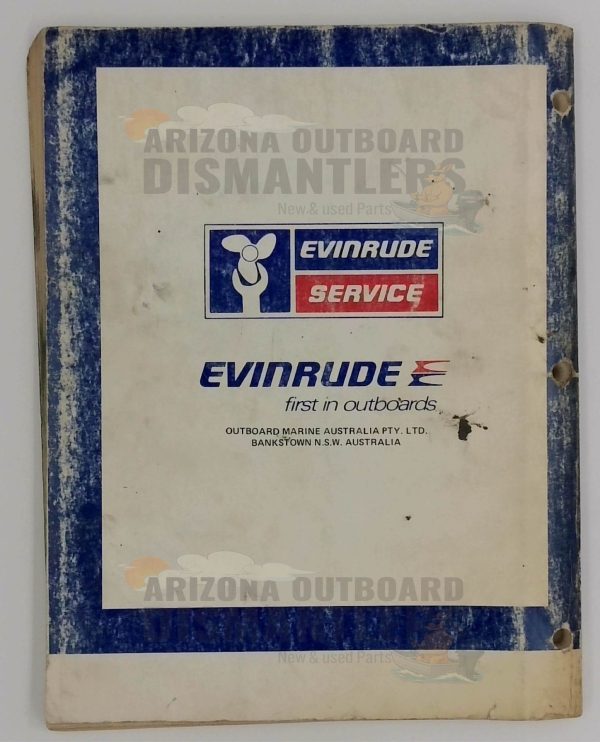 ARIZONA OUTBOARD
DISMANTLERS
New & used Parts
EVINRUDE
SERVICE
EVINRUDE
first in outboards
OUTBOARD MARINE AUSTRALIA PTY. LTD.
BANKSTOWN N.S.W. AUSTRALIA
ARIZONA OUTBOARD
DISMANTLERS
New & used Parts